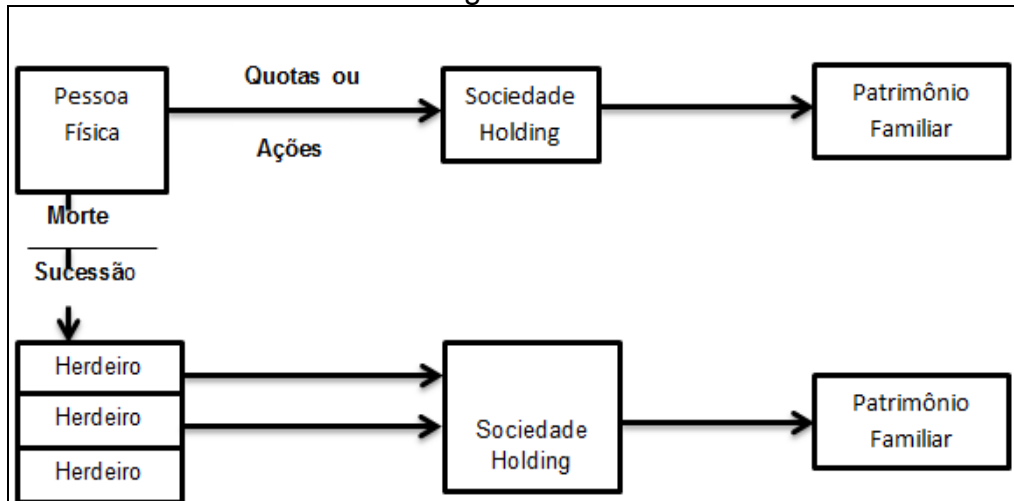 Pessoa
Física
Quotas ou
Ações
Sociedade
Holding
Patrimônio
Familiar
Morte
Sucessão
Herdeiro
Herdeiro
Herdeiro
Sociedade
Holding
Patrimônio
Familiar